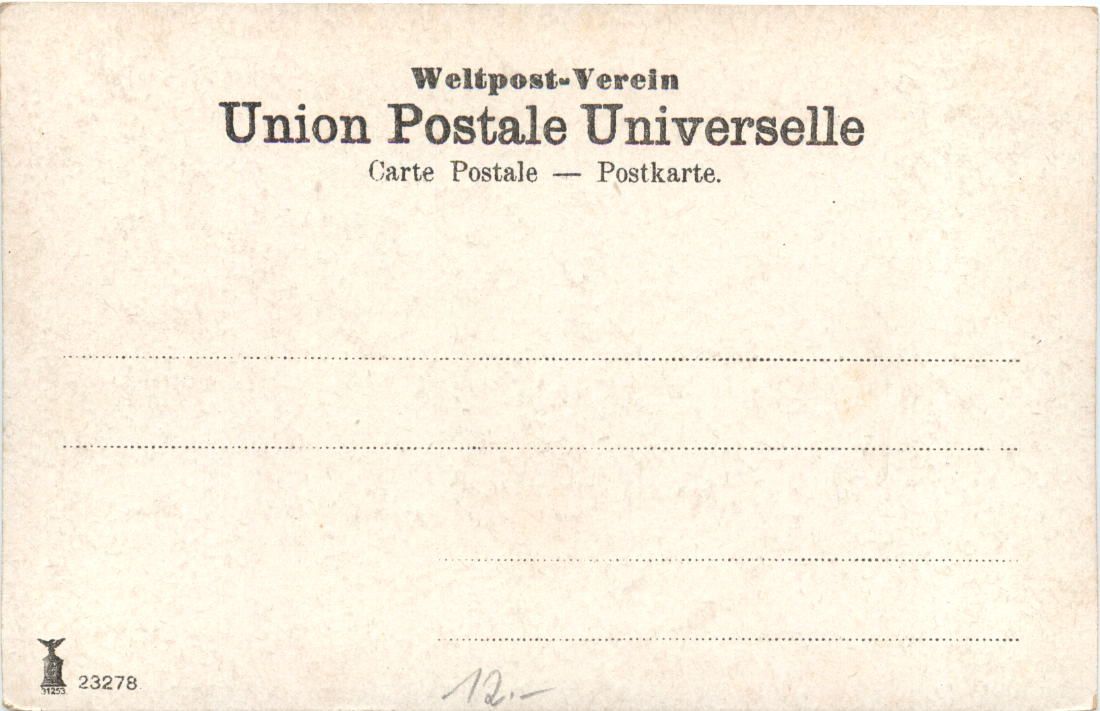 Weltpost-Verein
Union Postale Universelle
Carte Postale — Postkarte.
31253
23278
12.-